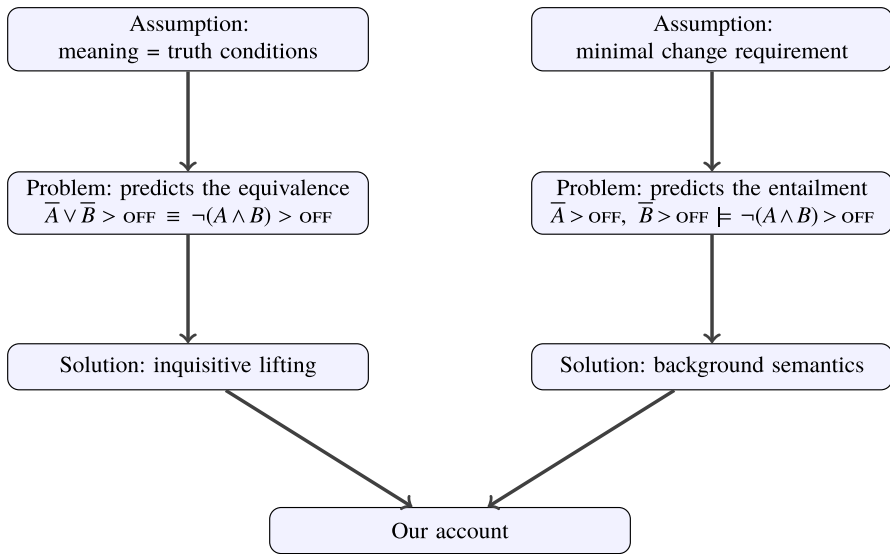 Assumption:
meaning = truth conditions
Assumption:
minimal change requirement
Problem: predicts the equivalence
A̅ ∨ B̅ > OFF ≡ ¬(A ∧ B) > OFF
Problem: predicts the entailment
A̅ > OFF, B̅ > OFF ⊨ ¬(A ∧ B) > OFF
Solution: inquisitive lifting
Solution: background semantics
Our account